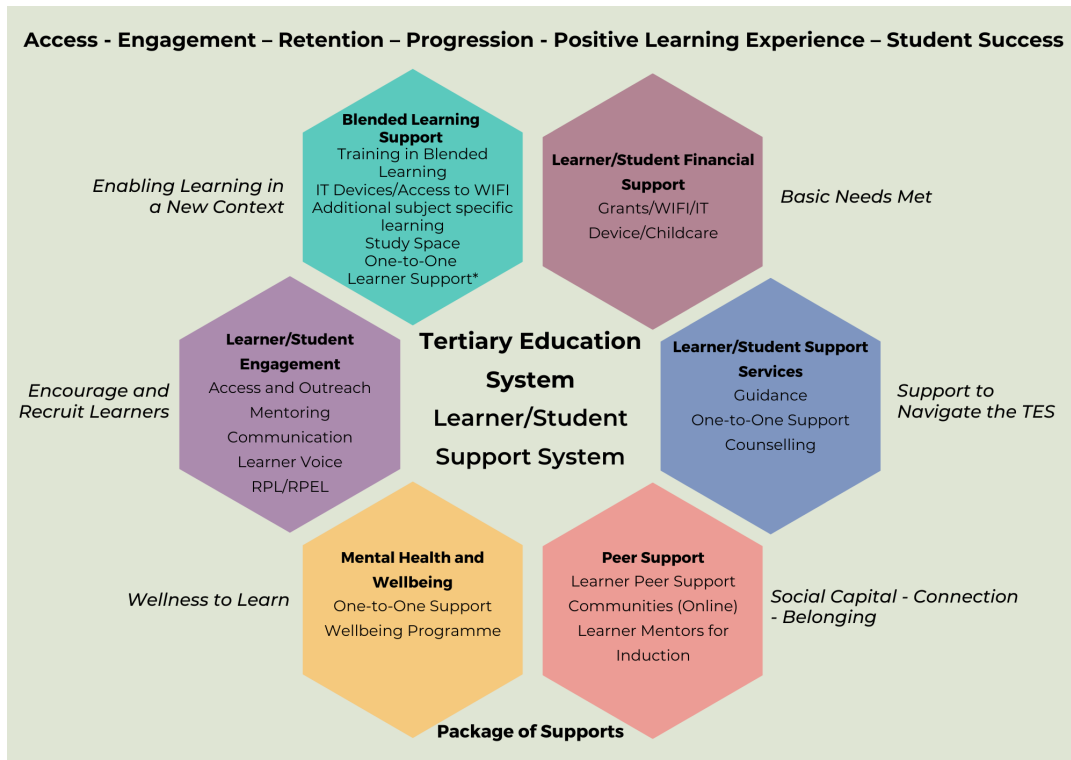 Access - Engagement – Retention – Progression - Positive Learning Experience – Student Success
Enabling Learning in
a New Context
Blended Learning
Support
Training in Blended
Learning
IT Devices/Access to WIFI
Additional subject specific
learning
Study Space
One-to-One
Learner Support*
Learner/Student Financial
Support
Grants/WIFI/IT
Device/Childcare
Basic Needs Met
Encourage and
Recruit Learners
Learner/Student
Engagement
Access and Outreach
Mentoring
Communication
Learner Voice
RPL/RPEL
Tertiary Education
System
Learner/Student
Support System
Learner/Student Support
Services
Guidance
One-to-One Support
Counselling
Support to
Navigate the TES
Wellness to Learn
Mental Health and
Wellbeing
One-to-One Support
Wellbeing Programme
Peer Support
Learner Peer Support
Communities (Online)
Learner Mentors for
Induction
Social Capital - Connection
- Belonging
Package of Supports